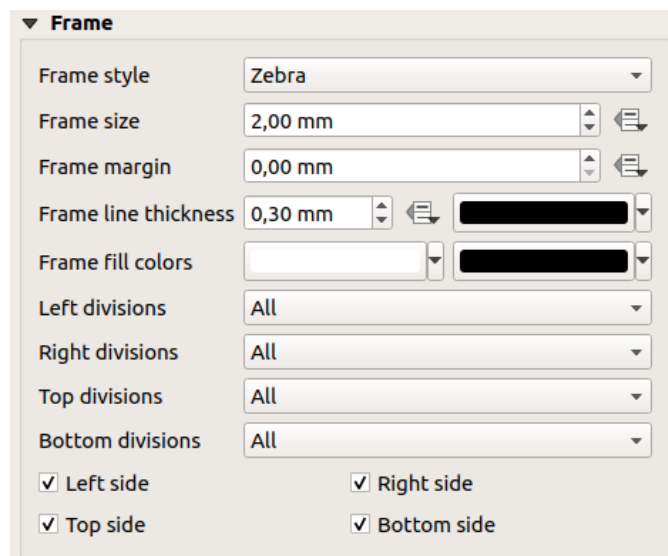 Frame
Frame style Zebra
Frame size 2,00 mm
Frame margin 0,00 mm
Frame line thickness 0,30 mm
Frame fill colors
Left divisions All
Right divisions All
Top divisions All
Bottom divisions All
Left side Right side
Top side Bottom side